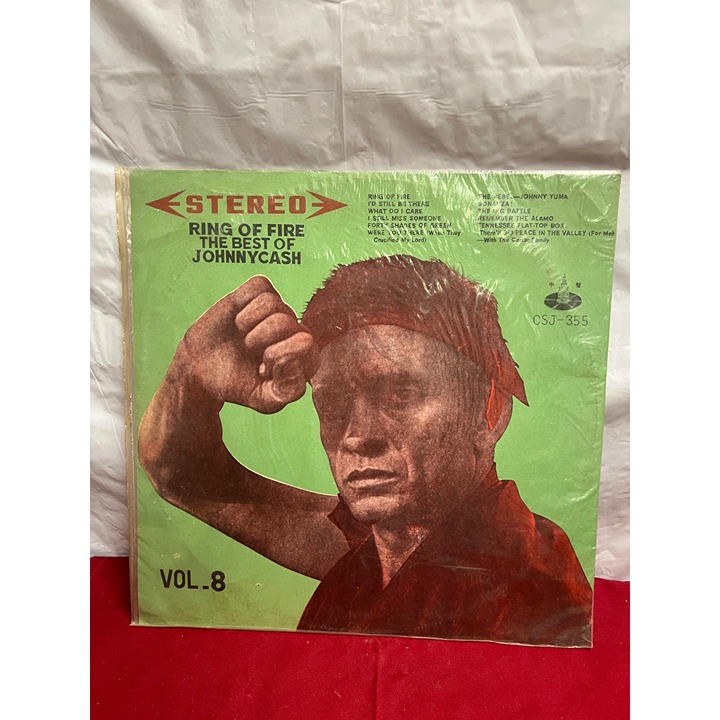 STEREO
RING OF FIRE
THE BEST OF
JOHNNYCASH
RING OF FIRE
I'D STILL BE THERE
WHAT DO I CARE
I STILL MISS SOMEONE
FORTY SHADES OF GREEN
WERE YOU THERE (When They
Crucified My Lord)
THE REBEL—JOHNNY YUMA
BONANZA!
THE BIG BATTLE
REMEMBER THE ALAMO
TENNESSEE FLAT-TOP BOX
PEACE IN THE VALLEY (For Me)
—With The Carter Family
中聲
CSJ-355
VOL.8